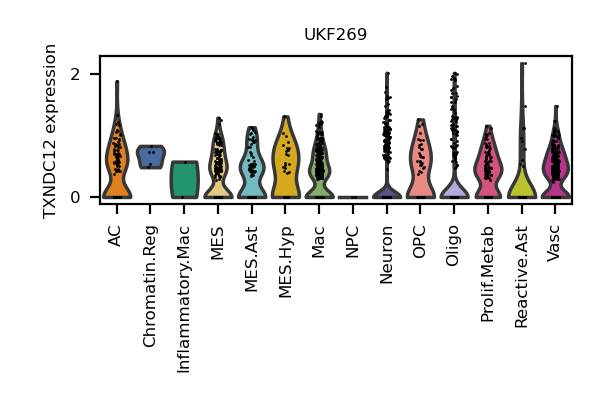 UKF269
TXNDC12 expression
2
0
AC
Chromatin.Reg
Inflammatory.Mac
MES
MES.Ast
MES.Hyp
Mac
NPC
Neuron
OPC
Oligo
Prolif.Metab
Reactive.Ast
Vasc